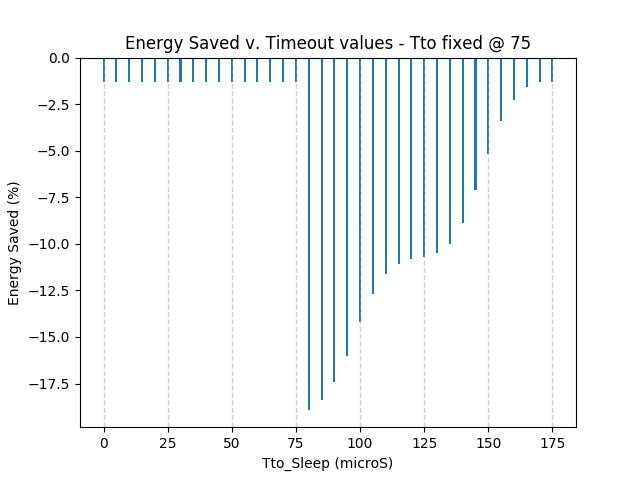 Energy Saved v. Timeout values - Tto fixed @ 75
0.0
−2.5
−5.0
−7.5
−10.0
−12.5
−15.0
−17.5
Energy Saved (%)
0 25 50 75 100 125 150 175
Tto_Sleep (microS)